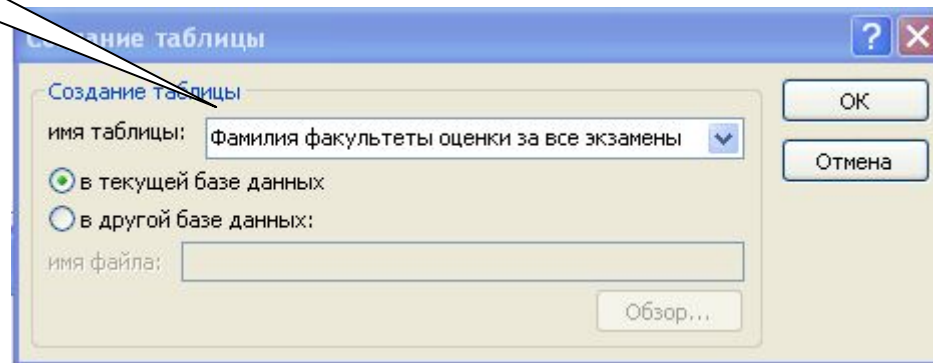 Создание таблицы
Создание таблицы
имя таблицы: Фамилия факультеты оценки за все экзамены
в текущей базе данных
в другой базе данных:
имя файла:
Обзор...
ОК
Отмена